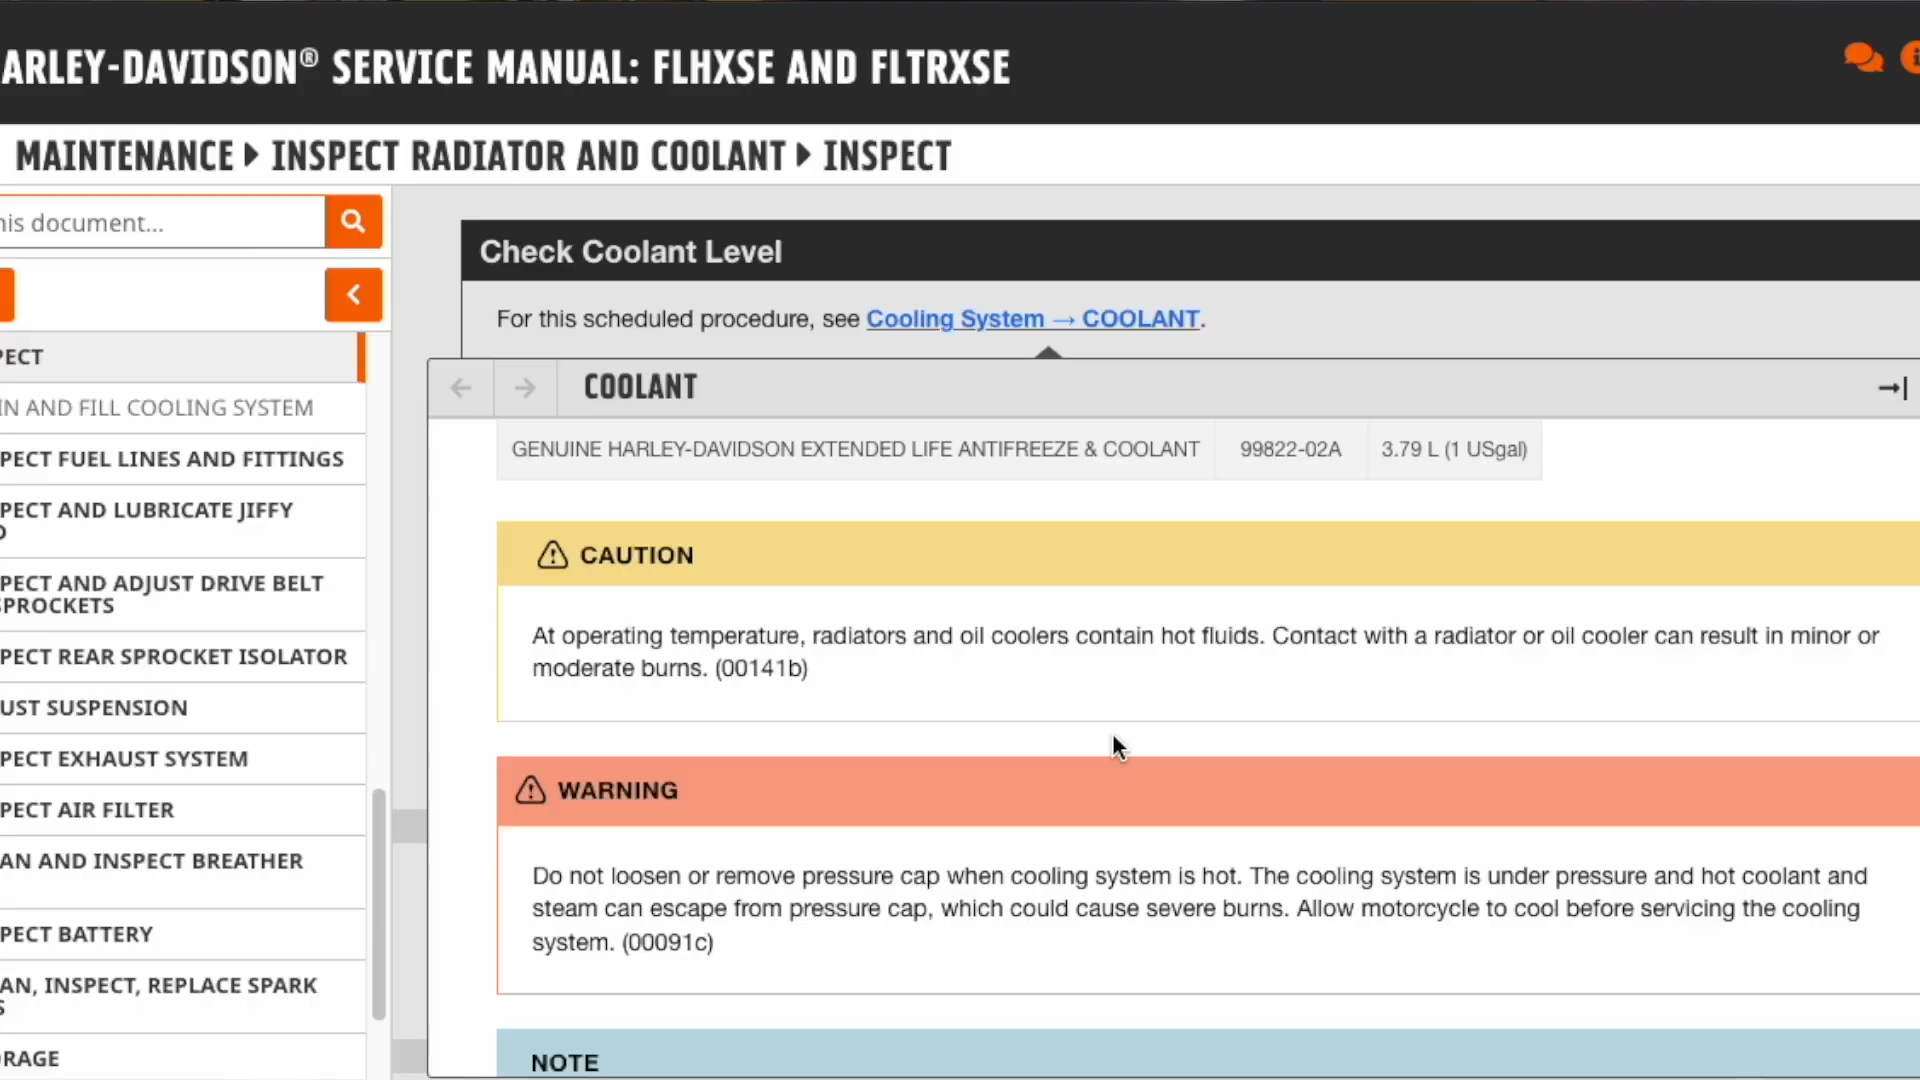 ARLEY-DAVIDSON® SERVICE MANUAL: FLHXSE AND FLTRXSE
MAINTENANCE INSPECT RADIATOR AND COOLANT INSPECT
his document...
PECT
IN AND FILL COOLING SYSTEM
PECT FUEL LINES AND FITTINGS
PECT AND LUBRICATE JIFFY
PECT AND ADJUST DRIVE BELT
SPROCKETS
PECT REAR SPROCKET ISOLATOR
UST SUSPENSION
PECT EXHAUST SYSTEM
PECT AIR FILTER
AN AND INSPECT BREATHER
PECT BATTERY
AN, INSPECT, REPLACE SPARK
S
RAGE
Check Coolant Level
For this scheduled procedure, see Cooling System → COOLANT.
COOLANT
GENUINE HARLEY-DAVIDSON EXTENDED LIFE ANTIFREEZE & COOLANT 99822-02A 3.79 L (1 USgal)
CAUTION
At operating temperature, radiators and oil coolers contain hot fluids. Contact with a radiator or oil cooler can result in minor or
moderate burns. (00141b)
WARNING
Do not loosen or remove pressure cap when cooling system is hot. The cooling system is under pressure and hot coolant and
steam can escape from pressure cap, which could cause severe burns. Allow motorcycle to cool before servicing the cooling
system. (00091c)
NOTE